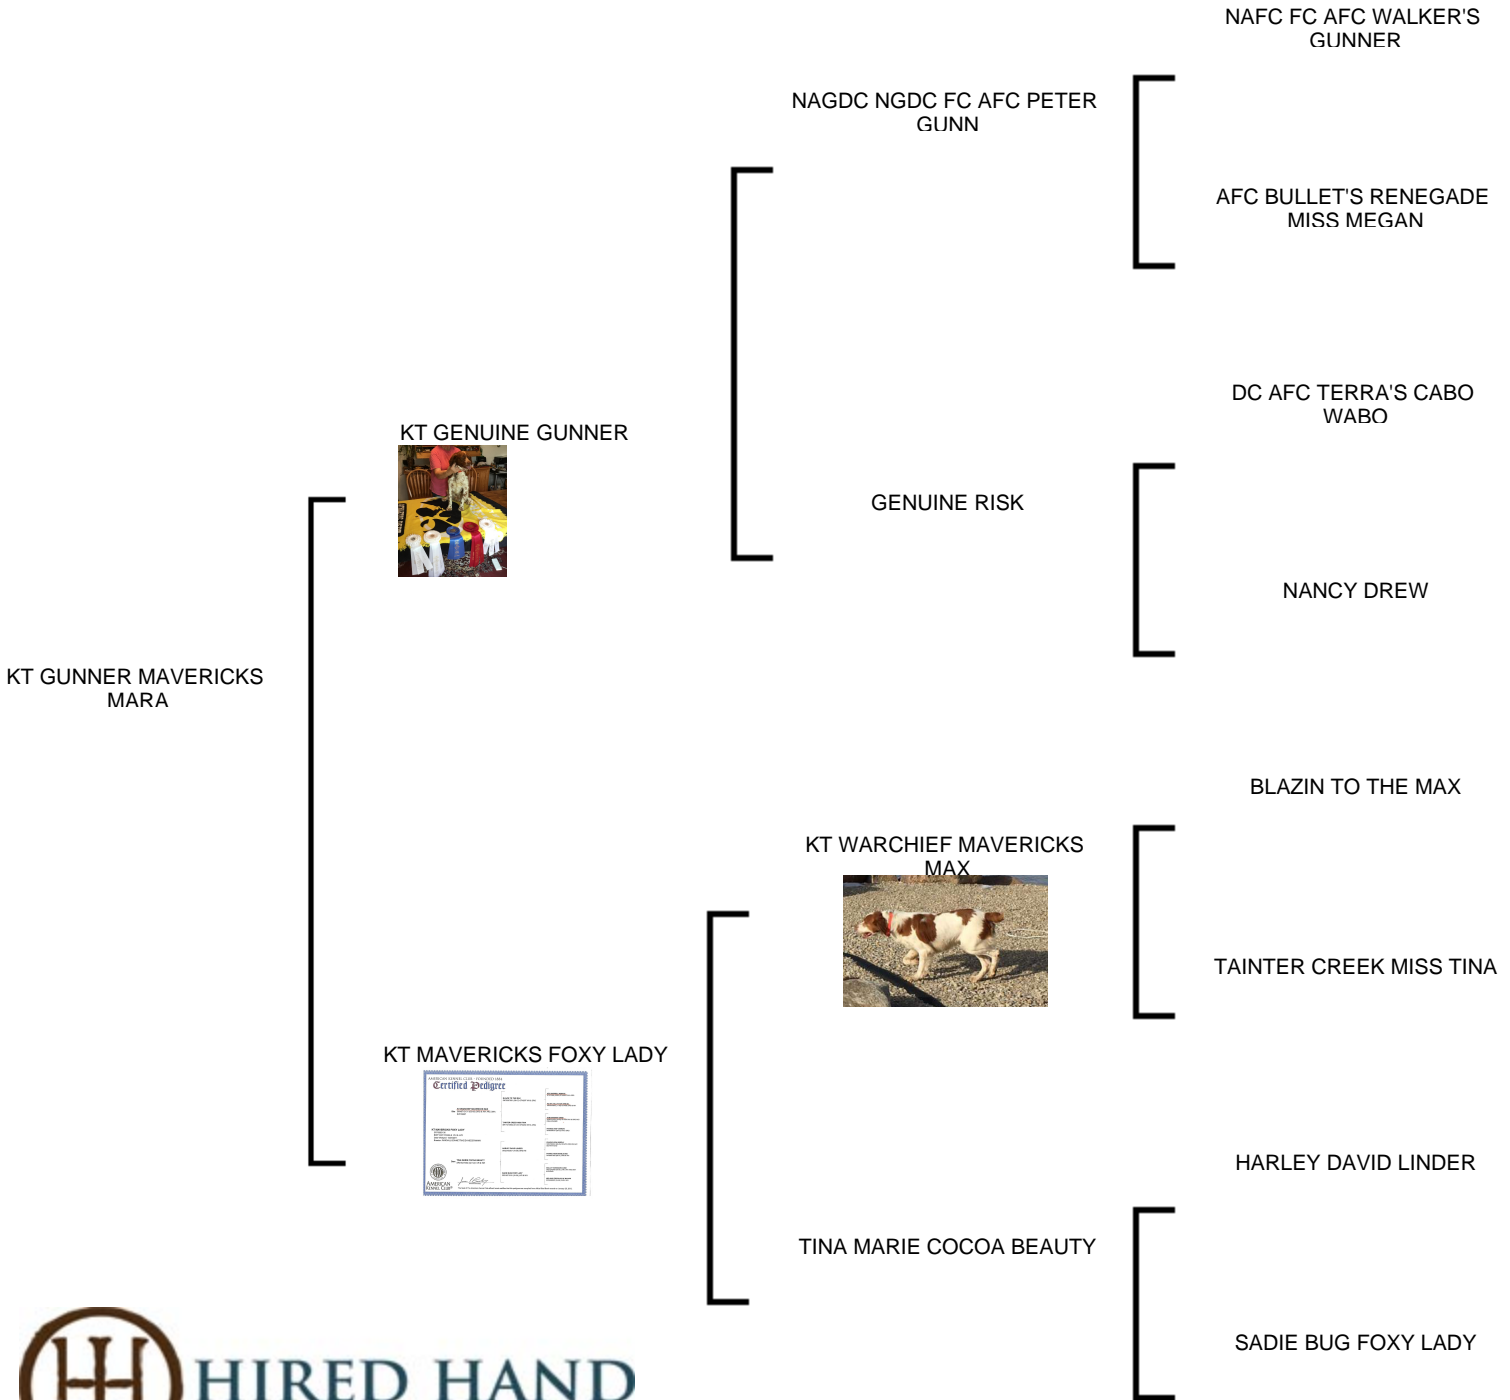 NAFC FC AFC WALKER'S
GUNNER
NAGDC NGDC FC AFC PETER
GUNN
AFC BULLET'S RENEGADE
MISS MEGAN
DC AFC TERRA'S CABO
WABO
KT GENUINE GUNNER
GENUINE RISK
NANCY DREW
KT GUNNER MAVERICKS
MARA
BLAZIN TO THE MAX
KT WARCHIEF MAVERICKS
MAX
TAINTER CREEK MISS TINA
KT MAVERICKS FOXY LADY
Certified Pedigree
AMERICAN
KENNEL CLUB
HARLEY DAVID LINDER
TINA MARIE COCOA BEAUTY
SADIE BUG FOXY LADY
HIRED HAND